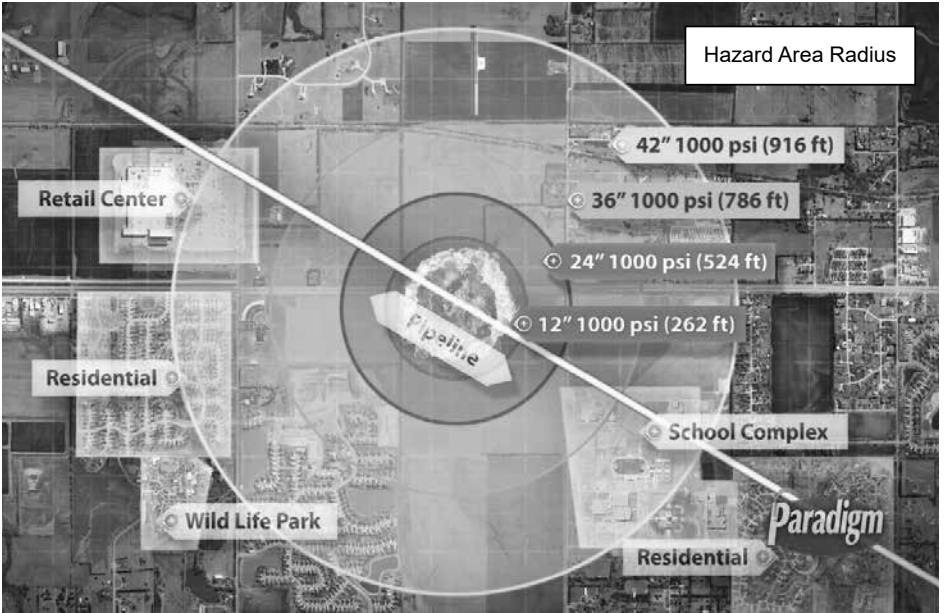 Hazard Area Radius
42″ 1000 psi (916 ft)
Retail Center
36″ 1000 psi (786 ft)
24″ 1000 psi (524 ft)
12″ 1000 psi (262 ft)
Pipeline
Residential
School Complex
Wild Life Park
Paradigm
Residential